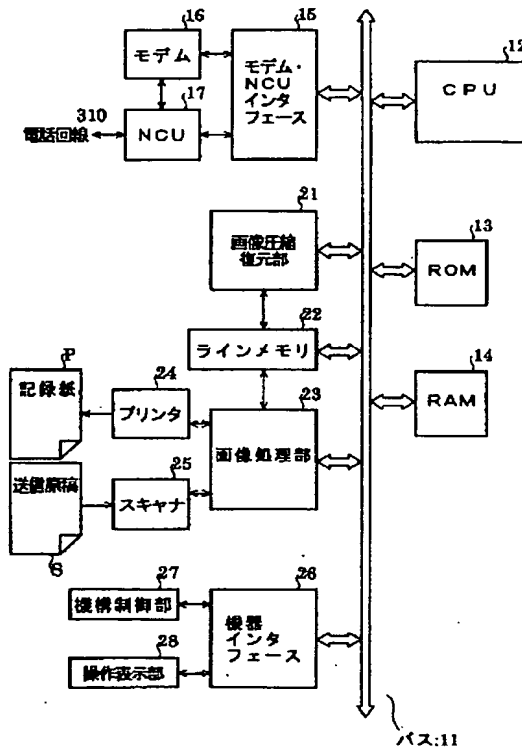 16
15
12
モデム
モデム・
NCU
インタ
フェース
CPU
17
310
電話回線
NCU
21
画像圧縮
復元部
13
ROM
22
ラインメモリ
P
記録紙
24
プリンタ
23
画像処理部
14
RAM
送信原稿
25
スキャナ
S
27
機構制御部
26
機器
インタ
フェース
28
操作表示部
バス:11